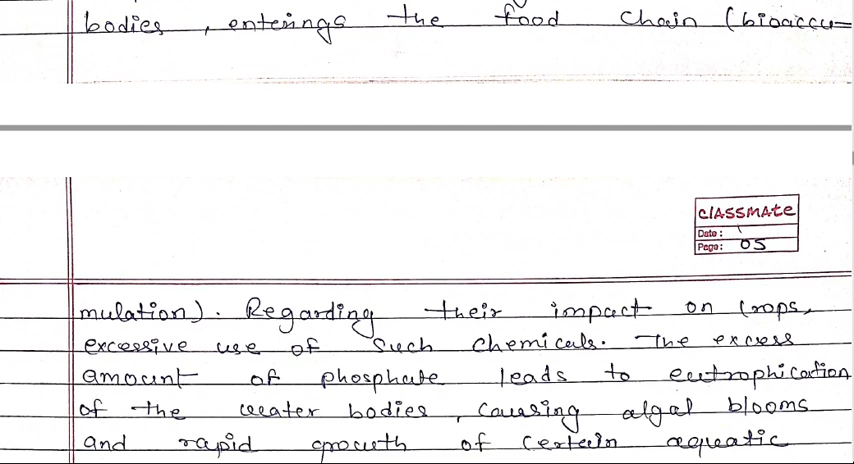 bodies, enterings the food Chain (bioaccu=
CLASSMATE
Date:
Page: 05
mulation). Regarding their impact on Crops,
excessive use of Such chemicals. The excess
amount of phosphate leads to eutrophication
of the water bodies, Causing algal blooms
and rapid growth of Certain aquatic